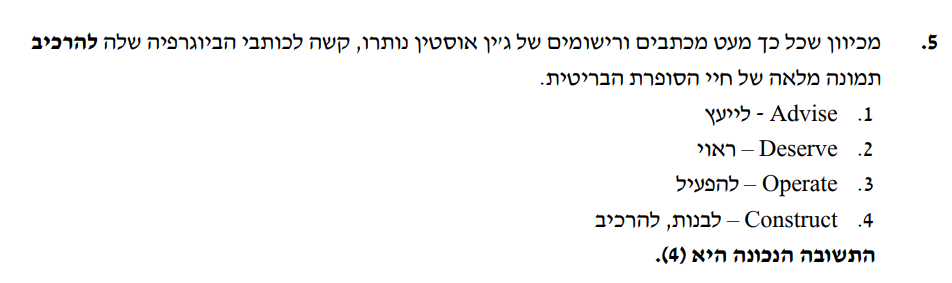 5. מכיוון שכל כך מעט מכתבים ורישומים של ג'יין אוסטין נותרו, קשה לכותבי הביוגרפיה שלה להרכיב
תמונה מלאה של חיי הסופרת הבריטית.
1. Advise - לייעץ
2. Deserve – ראוי
3. Operate – להפעיל
4. Construct – לבנות, להרכיב
התשובה הנכונה היא (4).